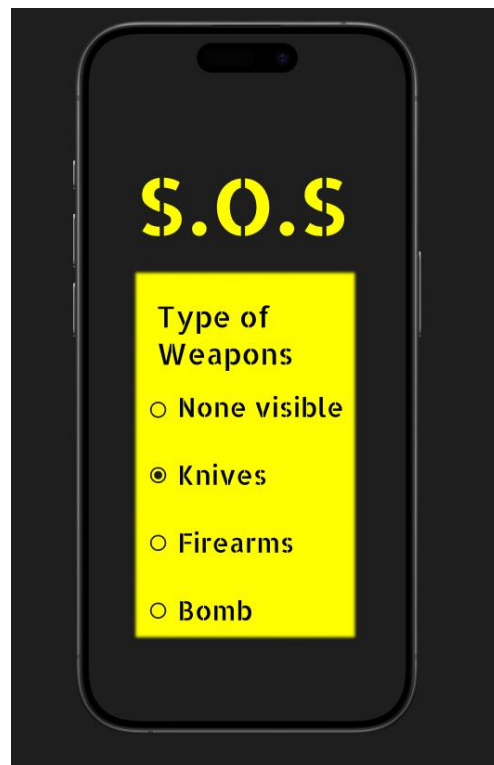 S.O.S
Type of
Weapons
None visible
Knives
Firearms
Bomb